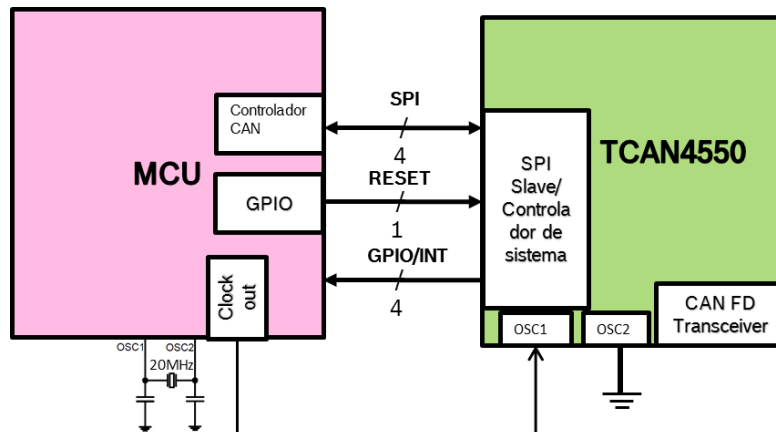 Controlador
CAN
MCU
GPIO
Clock
out
OSC1
OSC2
20MHz
SPI
4
RESET
1
GPIO/INT
4
SPI
Slave/
Controla
dor de
sistema
TCAN4550
OSC1
OSC2
CAN FD
Transceiver